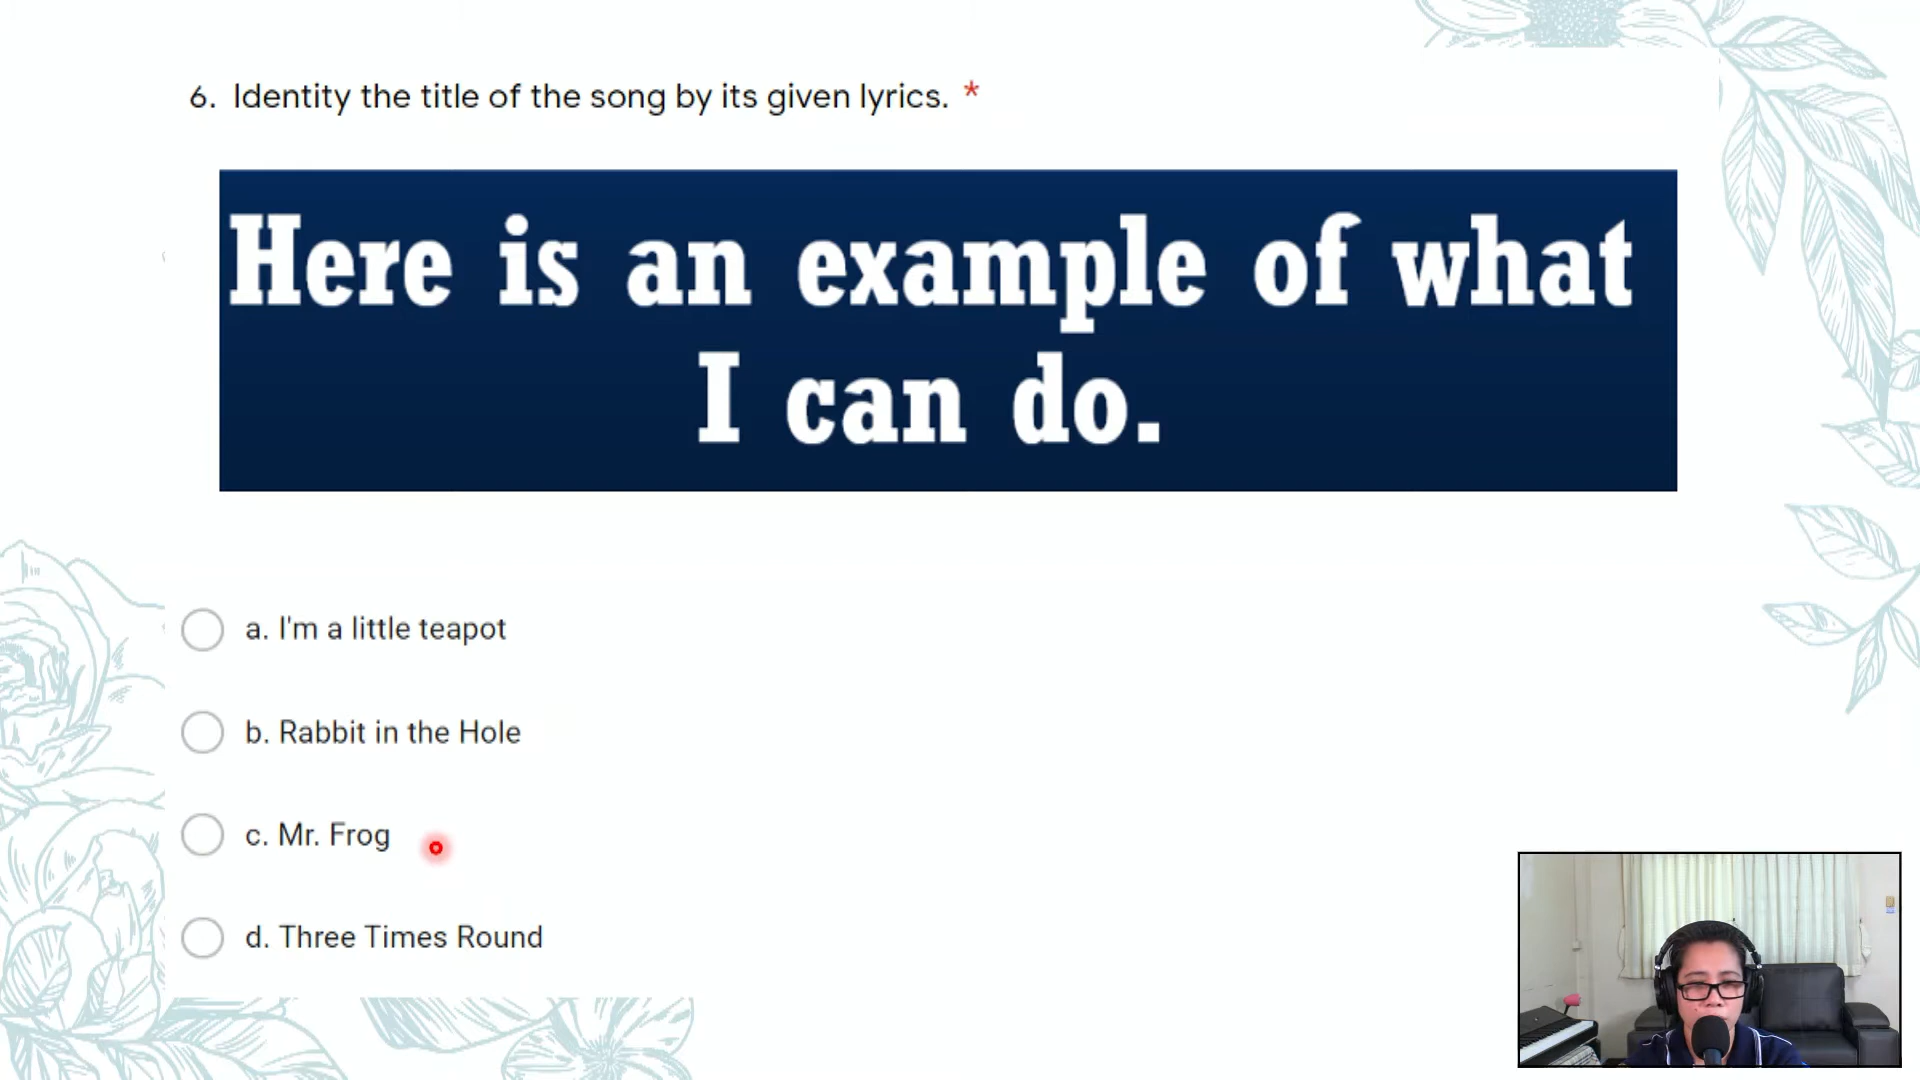 6. Identity the title of the song by its given lyrics. *
Here is an example of what
I can do.
a. I'm a little teapot
b. Rabbit in the Hole
c. Mr. Frog
d. Three Times Round